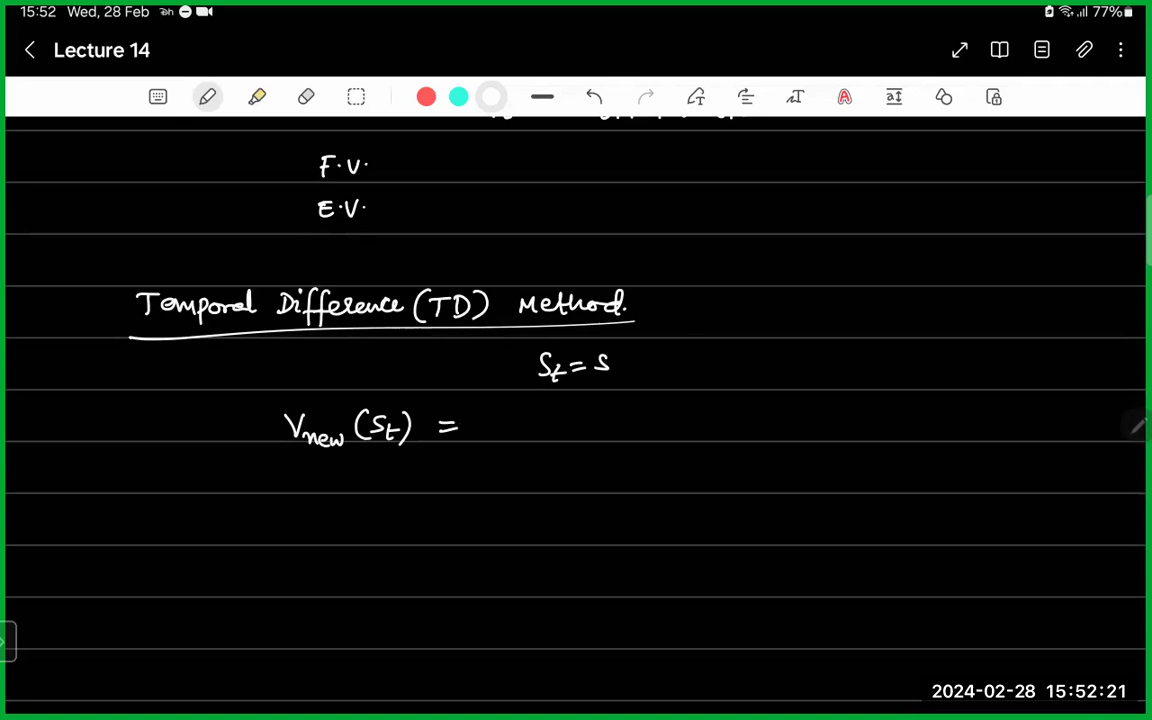 15:52 Wed, 28 Feb 77%
Lecture 14
F.V.
E.V.
Temporal Difference (TD) Method.
St = s
Vnew (St) =
2024-02-28 15:52:21